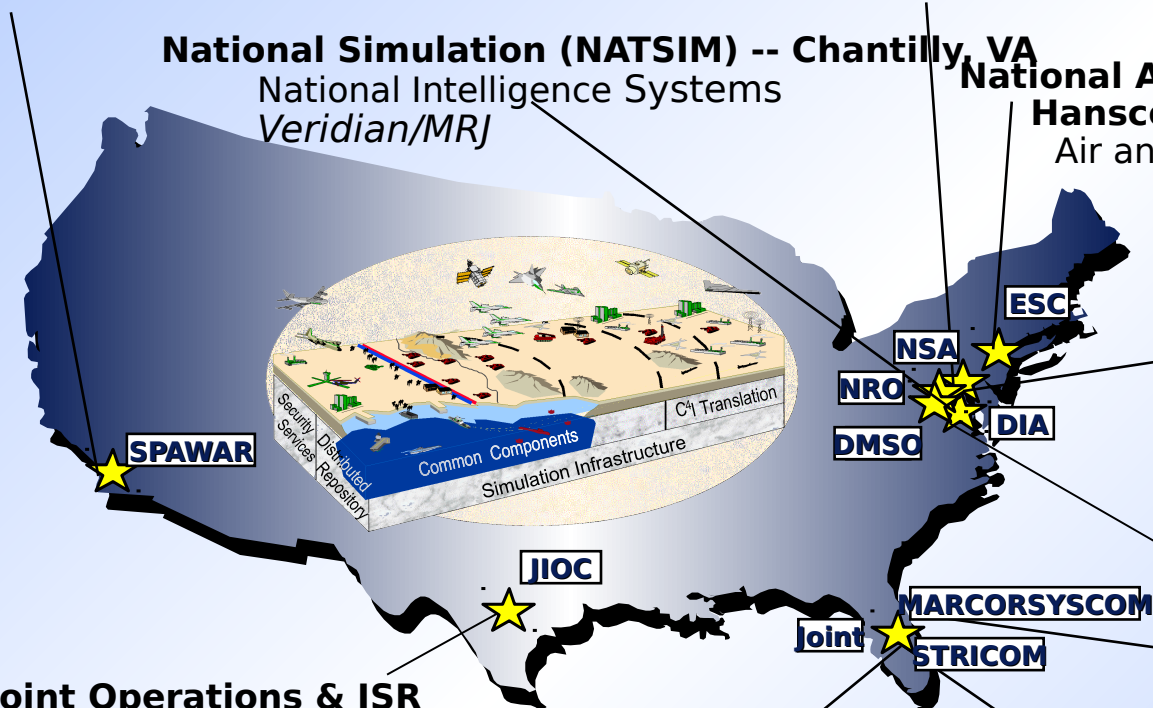 National Simulation (NATSIM) -- Chantilly, VA
National Intelligence Systems
Veridian/MRJ
National A
Hansc
Air an
ESC
NSA
NRO
DIA
DMSO
SPAWAR
Security
Services
Distributed
Repository
Common Components
C4I Translation
Simulation Infrastructure
JIOC
MARCORSYSCOM
Joint
STRICOM
oint Operations & ISR